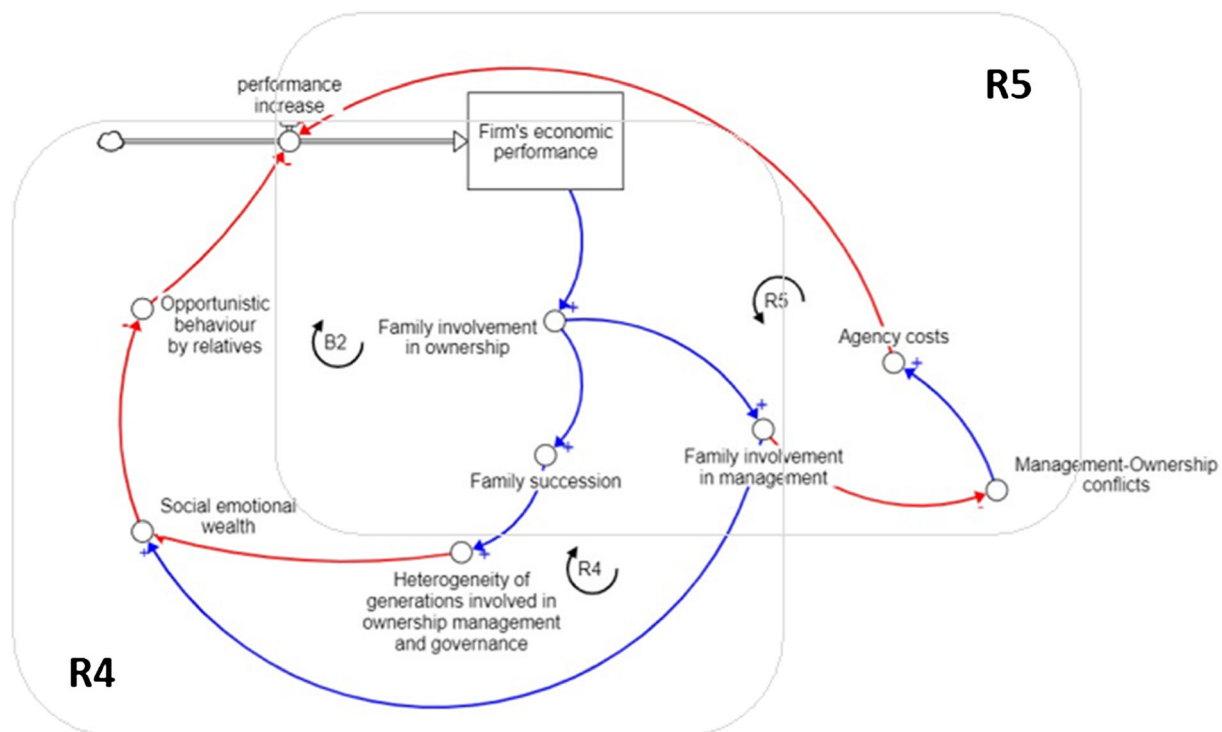 R5
performance
increase
Firm's economic
performance
-
+
R5
Opportunistic
behaviour
by relatives
-
B2
Family involvement
in ownership
Agency costs
+
+
+
Family succession
Family involvement
in management
Management-Ownership
conflicts
-
Social emotional
wealth
-
+
+
R4
Heterogeneity of
generations involved in
ownership management
and governance
R4